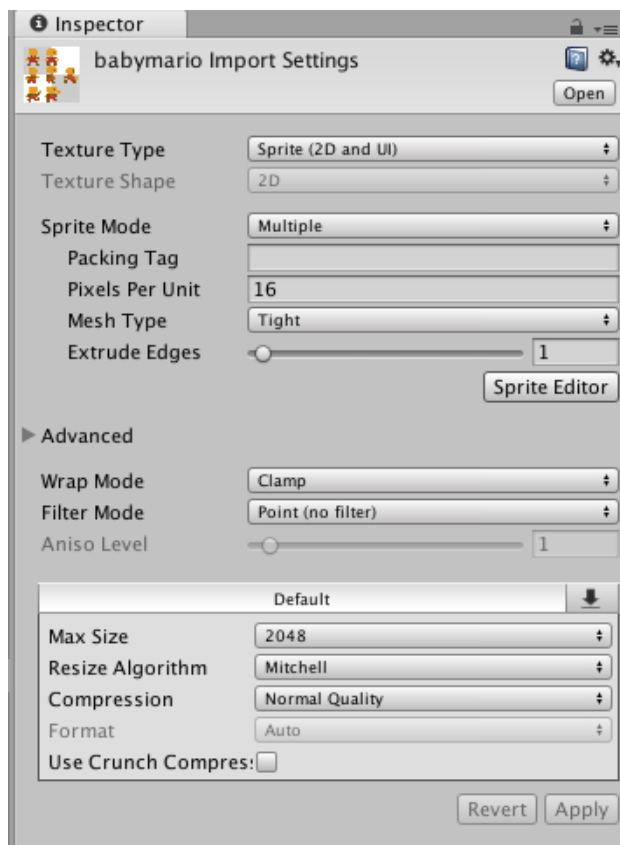 Inspector
babymario Import Settings
Open
Texture Type Sprite (2D and UI)
Texture Shape 2D
Sprite Mode Multiple
Packing Tag
Pixels Per Unit 16
Mesh Type Tight
Extrude Edges 1
Sprite Editor
Advanced
Wrap Mode Clamp
Filter Mode Point (no filter)
Aniso Level 1
Default
Max Size 2048
Resize Algorithm Mitchell
Compression Normal Quality
Format Auto
Use Crunch Compres:
Revert Apply